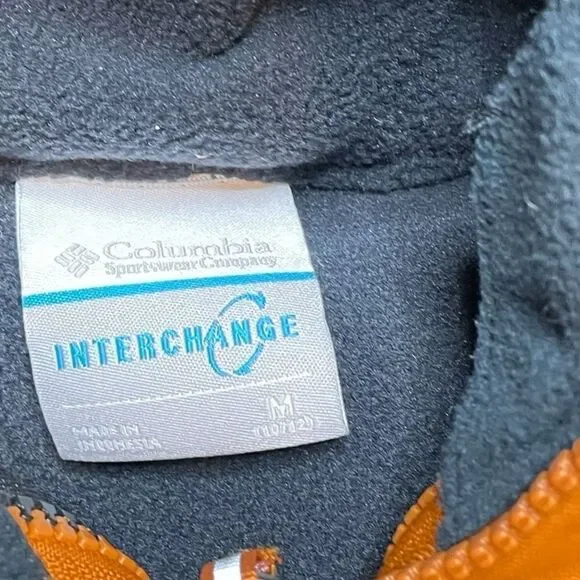 Columbia
Sportswear Company
INTERCHANGE
M
MADE IN
INDONESIA
(10/12)